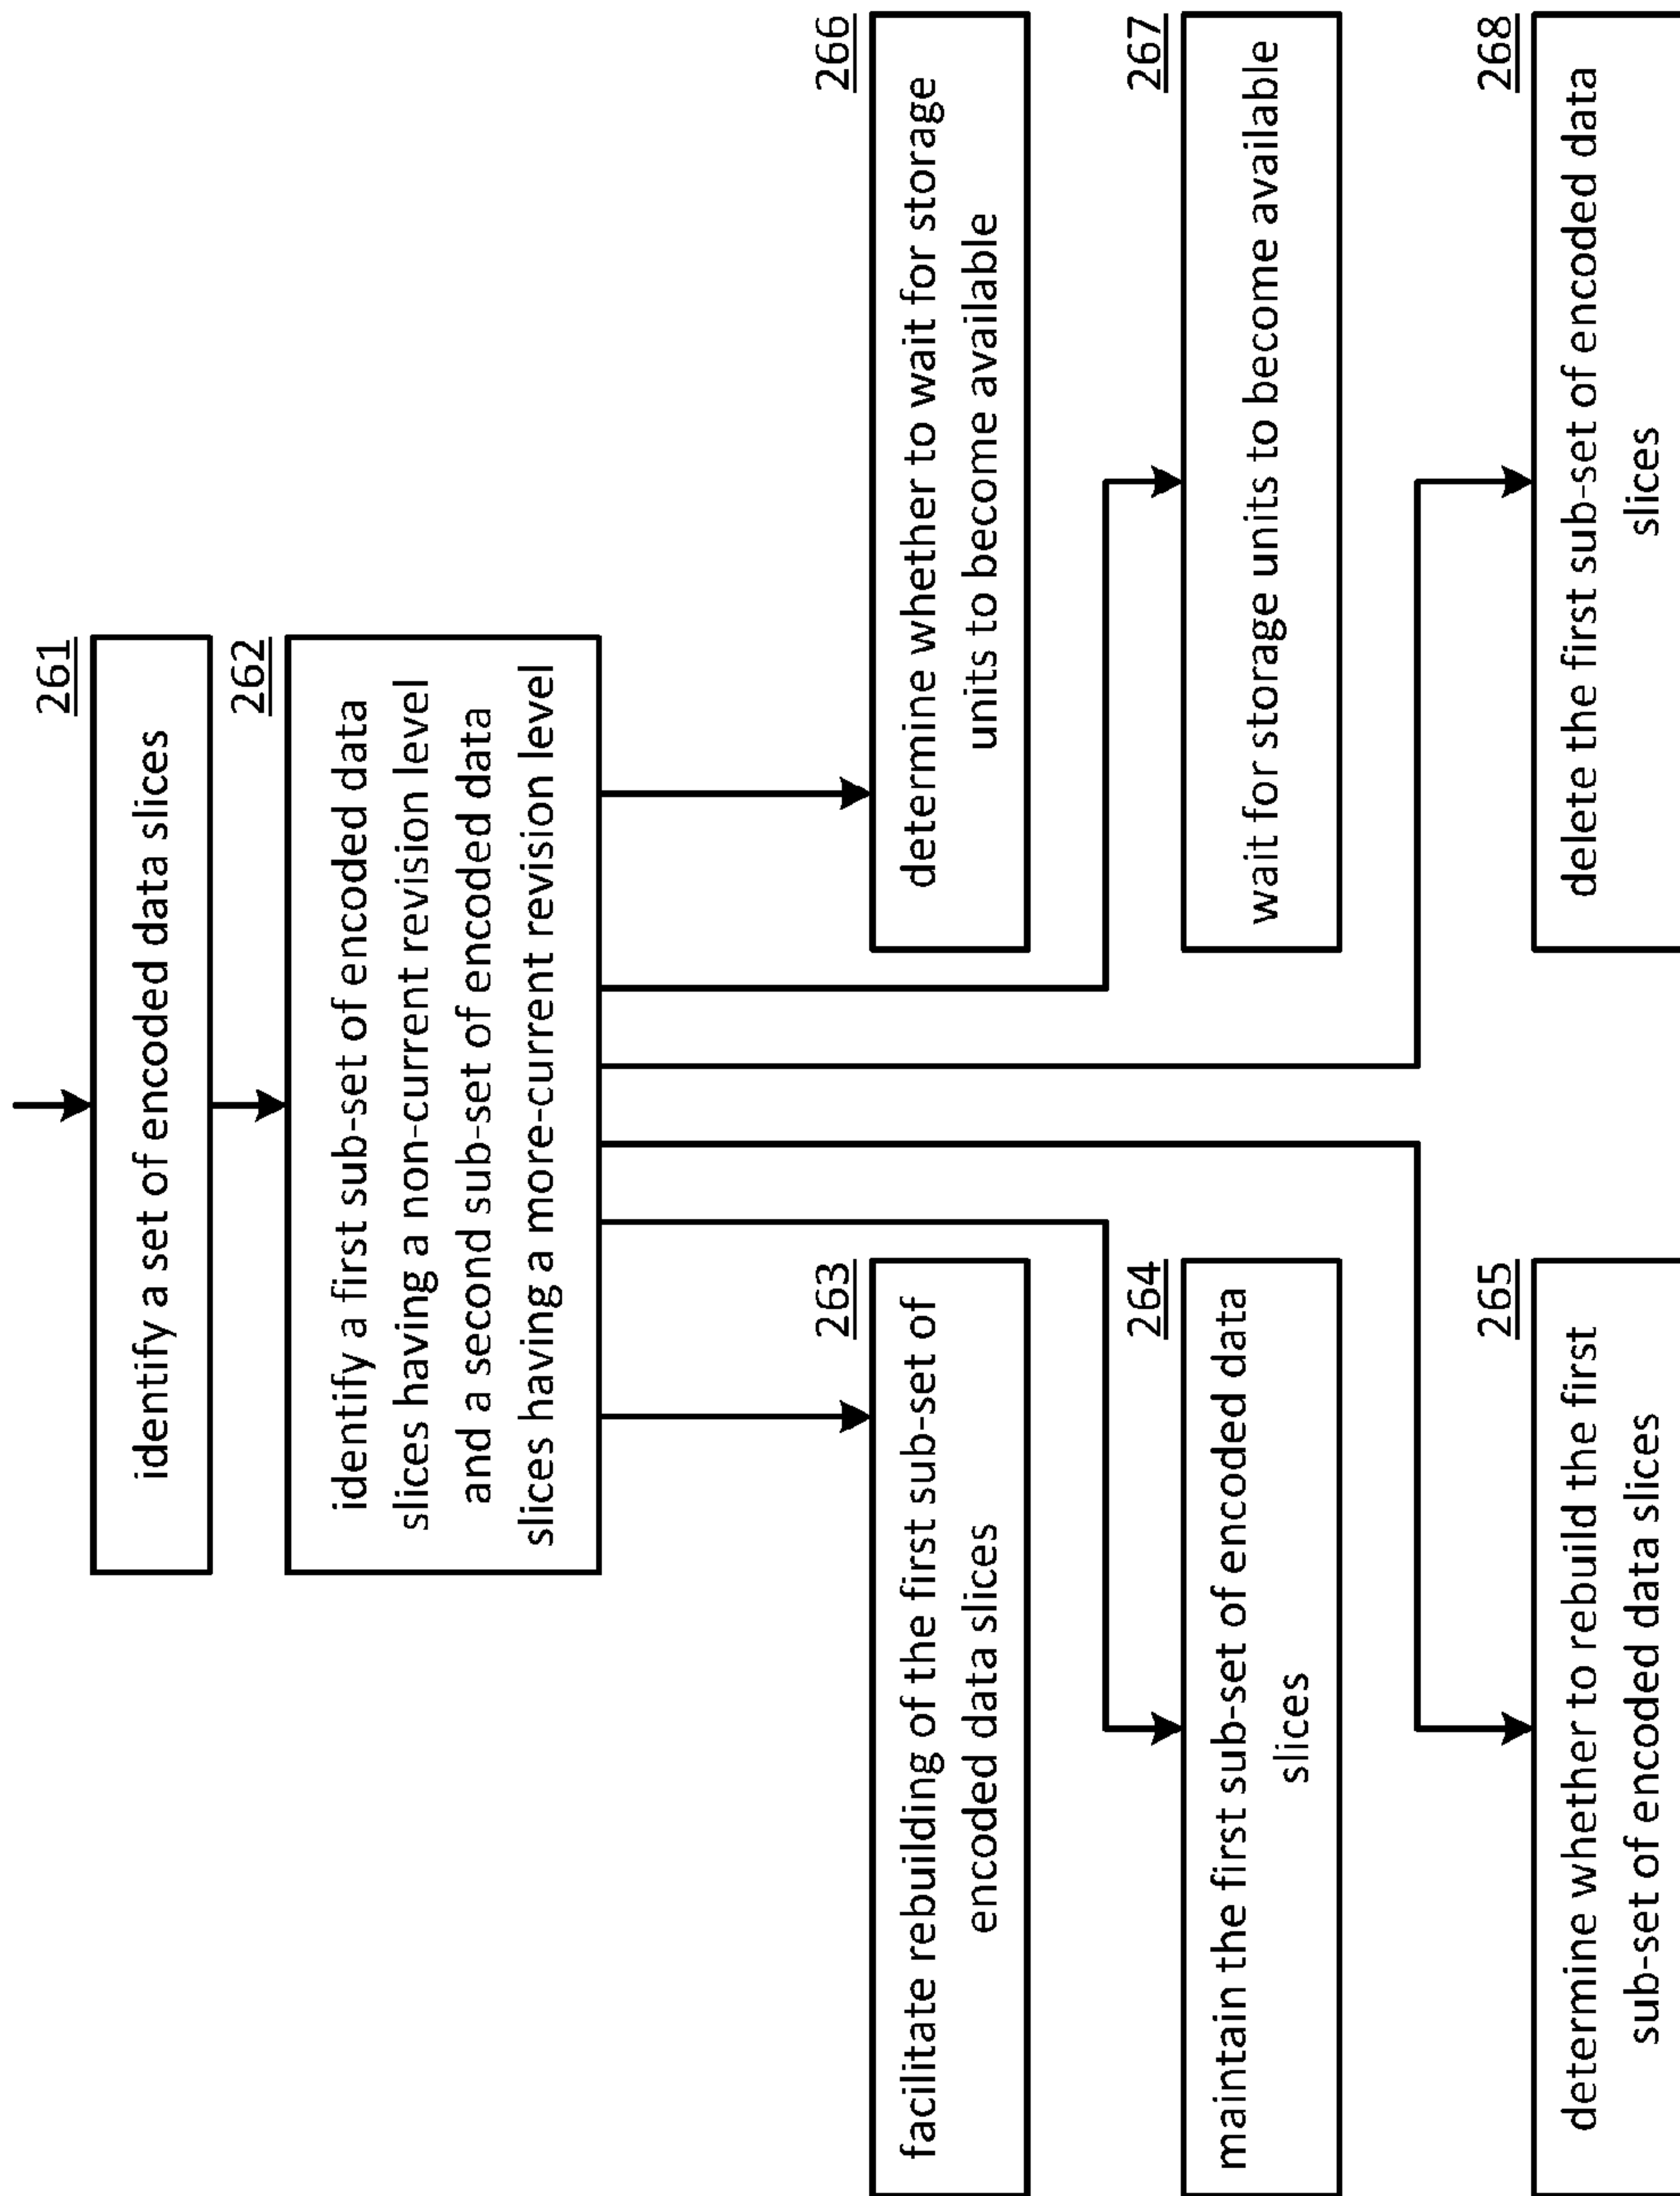 261
identify a set of encoded data slices
262
identify a first sub-set of encoded data
slices having a non-current revision level
and a second sub-set of encoded data
slices having a more-current revision level
263
facilitate rebuilding of the first sub-set of
encoded data slices
264
maintain the first sub-set of encoded data
slices
265
determine whether to rebuild the first
sub-set of encoded data slices
266
determine whether to wait for storage
units to become available
267
wait for storage units to become available
268
delete the first sub-set of encoded data
slices